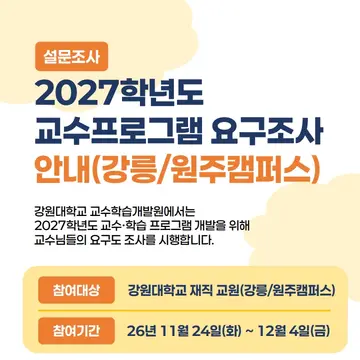 설문조사
2027학년도
교수프로그램 요구조사
안내(강릉/원주캠퍼스)
강원대학교 교수학습개발원에서는
2027학년도 교수·학습 프로그램 개발을 위해
교수님들의 요구도 조사를 시행합니다.
참여대상 강원대학교 재직 교원(강릉/원주캠퍼스)
참여기간 26년 11월 24일(화) ~ 12월 4일(금)